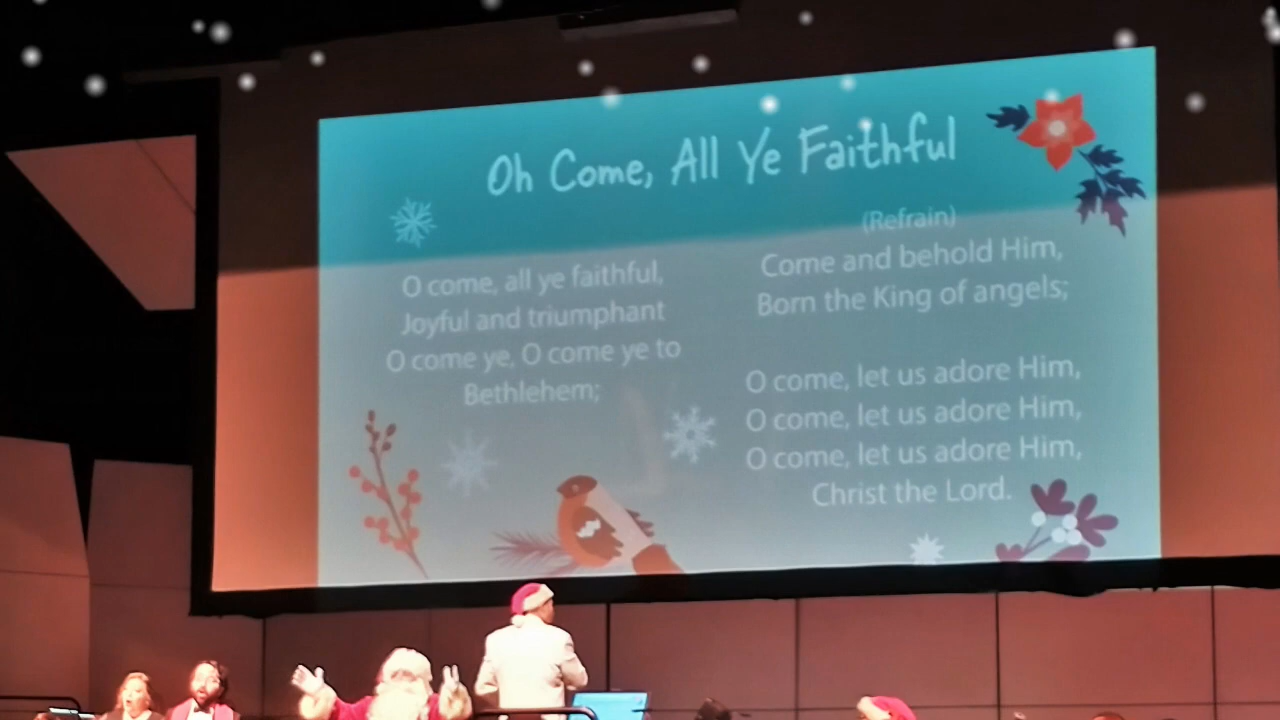 Oh Come, All Ye Faithful
O come, all ye faithful,
Joyful and triumphant
O come ye, O come ye to
Bethlehem;
(Refrain)
Come and behold Him,
Born the King of angels;
O come, let us adore Him,
O come, let us adore Him,
O come, let us adore Him,
Christ the Lord.